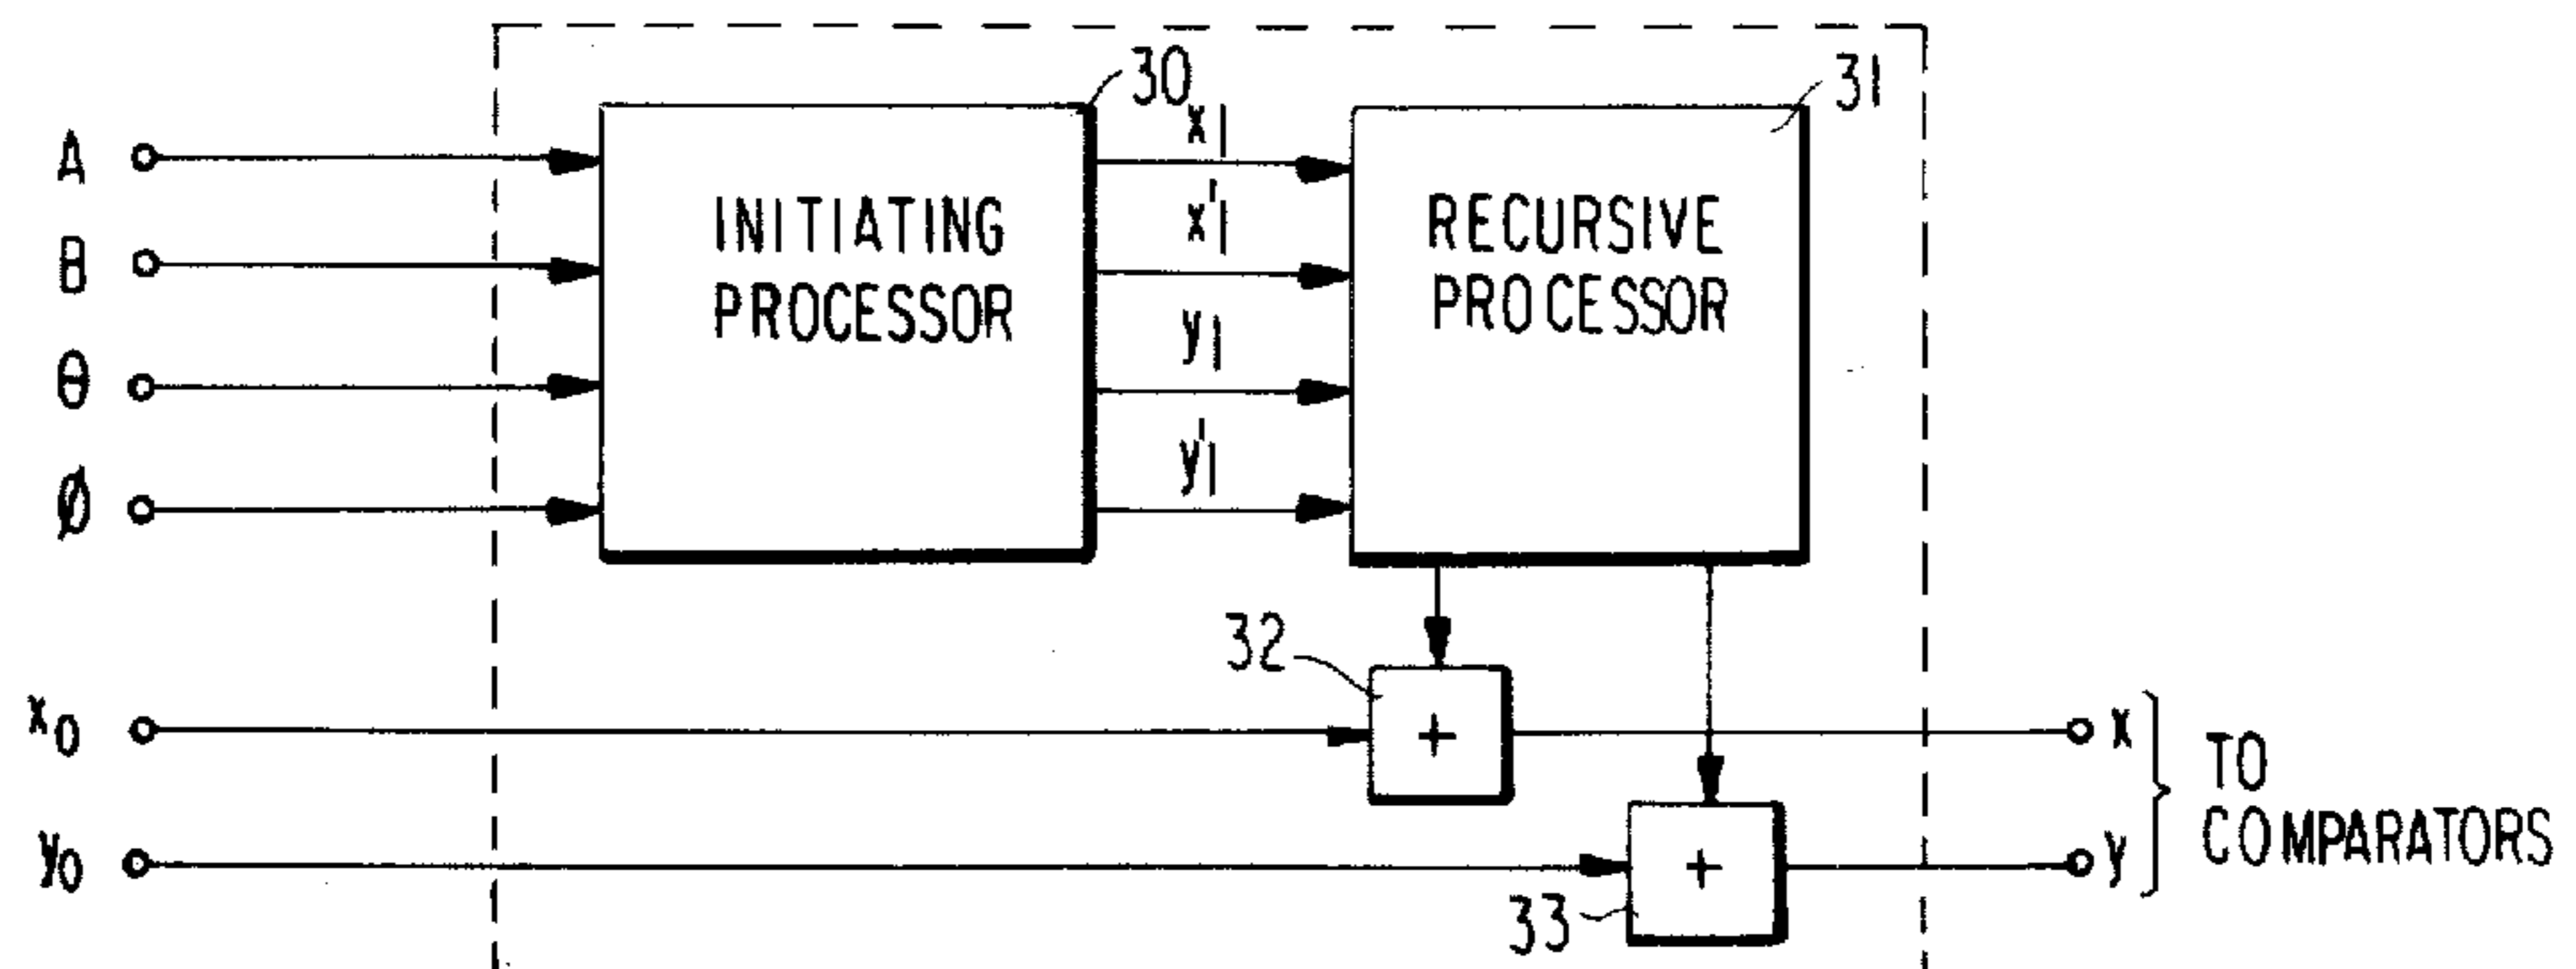 A
B
θ
Ø
x0
y0
30
INITIATING
PROCESSOR
x1
x'1
y1
y'1
31
RECURSIVE
PROCESSOR
32
+
33
+
x
y
TO
COMPARATORS